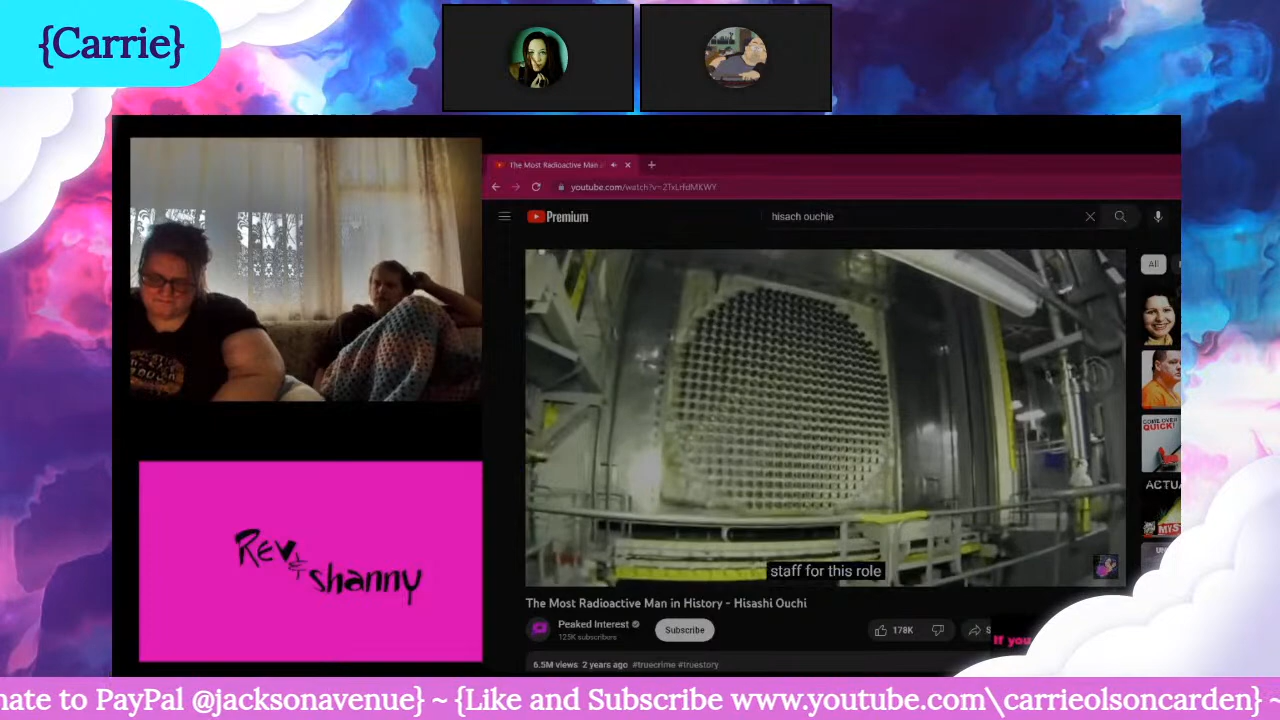 {Carrie}
The Most Radioactive Man
youtube.com/watch?v=2TxLrfdMKWY
Premium
hisach ouchie
All
COME OVER
QUICK!
ACTUA
MYS
UN
staff for this role
The Most Radioactive Man in History - Hisashi Ouchi
Peaked Interest
125K subscribers
Subscribe
178K
S
If you
6.5M views 2 years ago #truecrime #truestory
Rev
&
shanny
nate to PayPal @jacksonavenue} ~ {Like and Subscribe www.youtube.com\carrieolsoncarden} ~